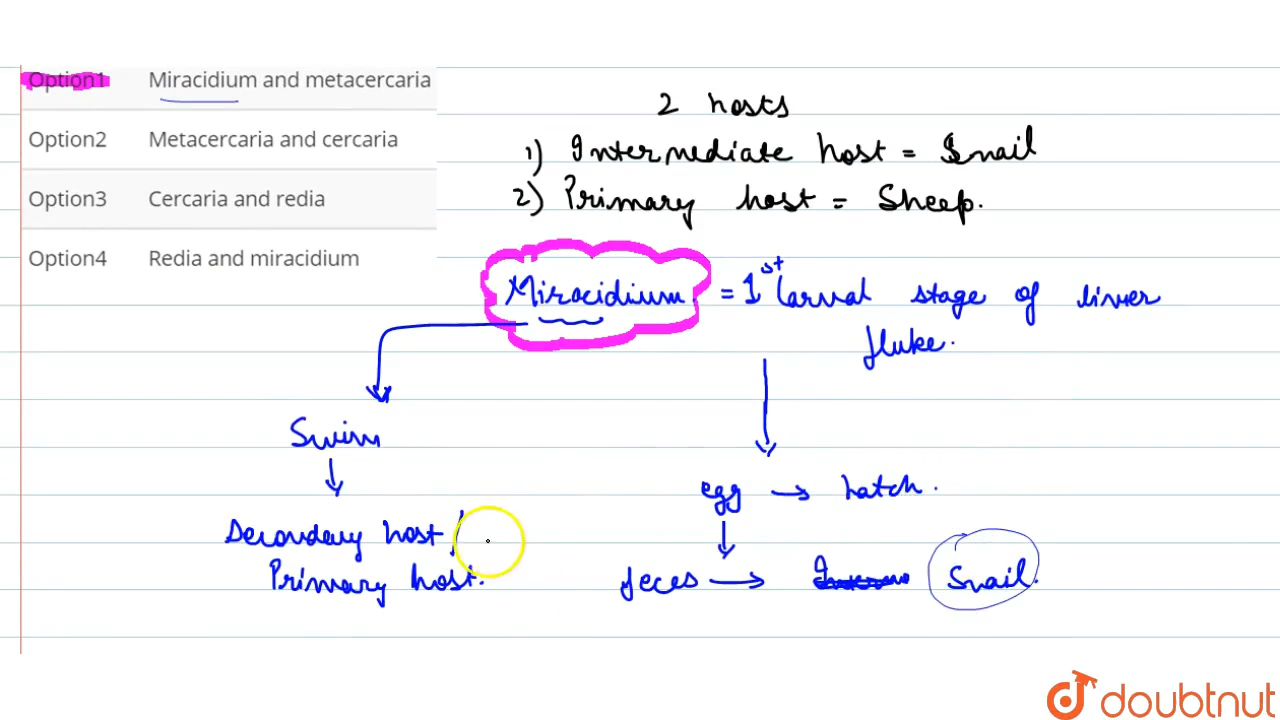 Option1 Miracidium and metacercaria
Option2 Metacercaria and cercaria
Option3 Cercaria and redia
Option4 Redia and miracidium
2 hosts
1) Intermediate host = Snail
2) Primary host = Sheep.
Miracidium = 1st larval stage of liver
fluke.
Swim
Secondary host /
Primary host.
egg → hatch.
feces → Snail.
doubtnut